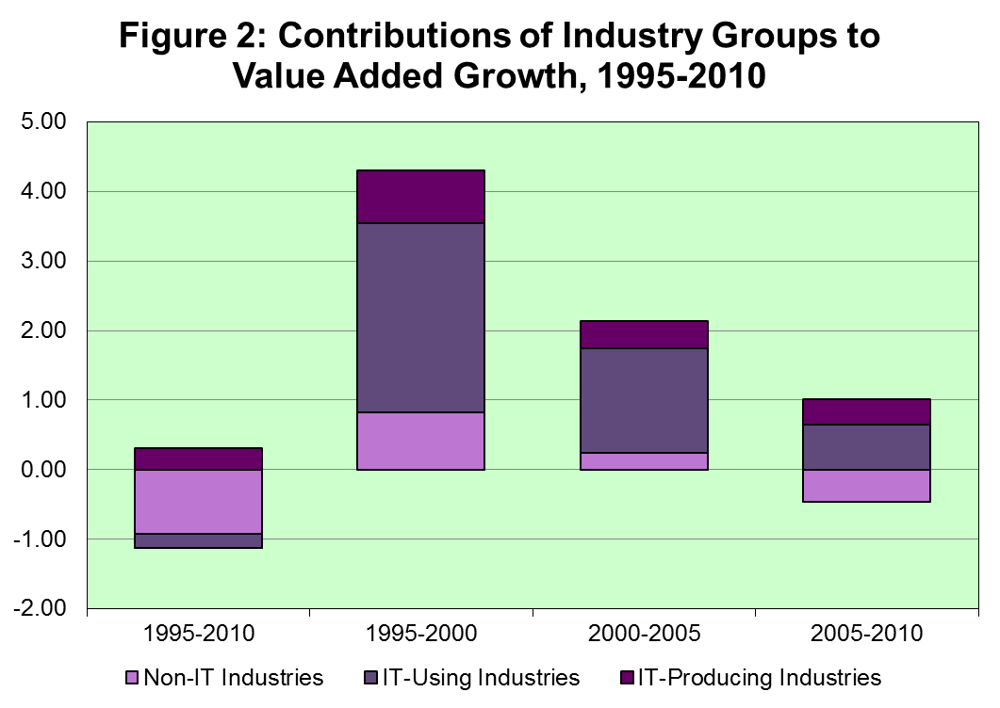 Figure 2: Contributions of Industry Groups to
Value Added Growth, 1995-2010
5.00
4.00
3.00
2.00
1.00
0.00
-1.00
-2.00
1995-2010 1995-2000 2000-2005 2005-2010
Non-IT Industries IT-Using Industries IT-Producing Industries